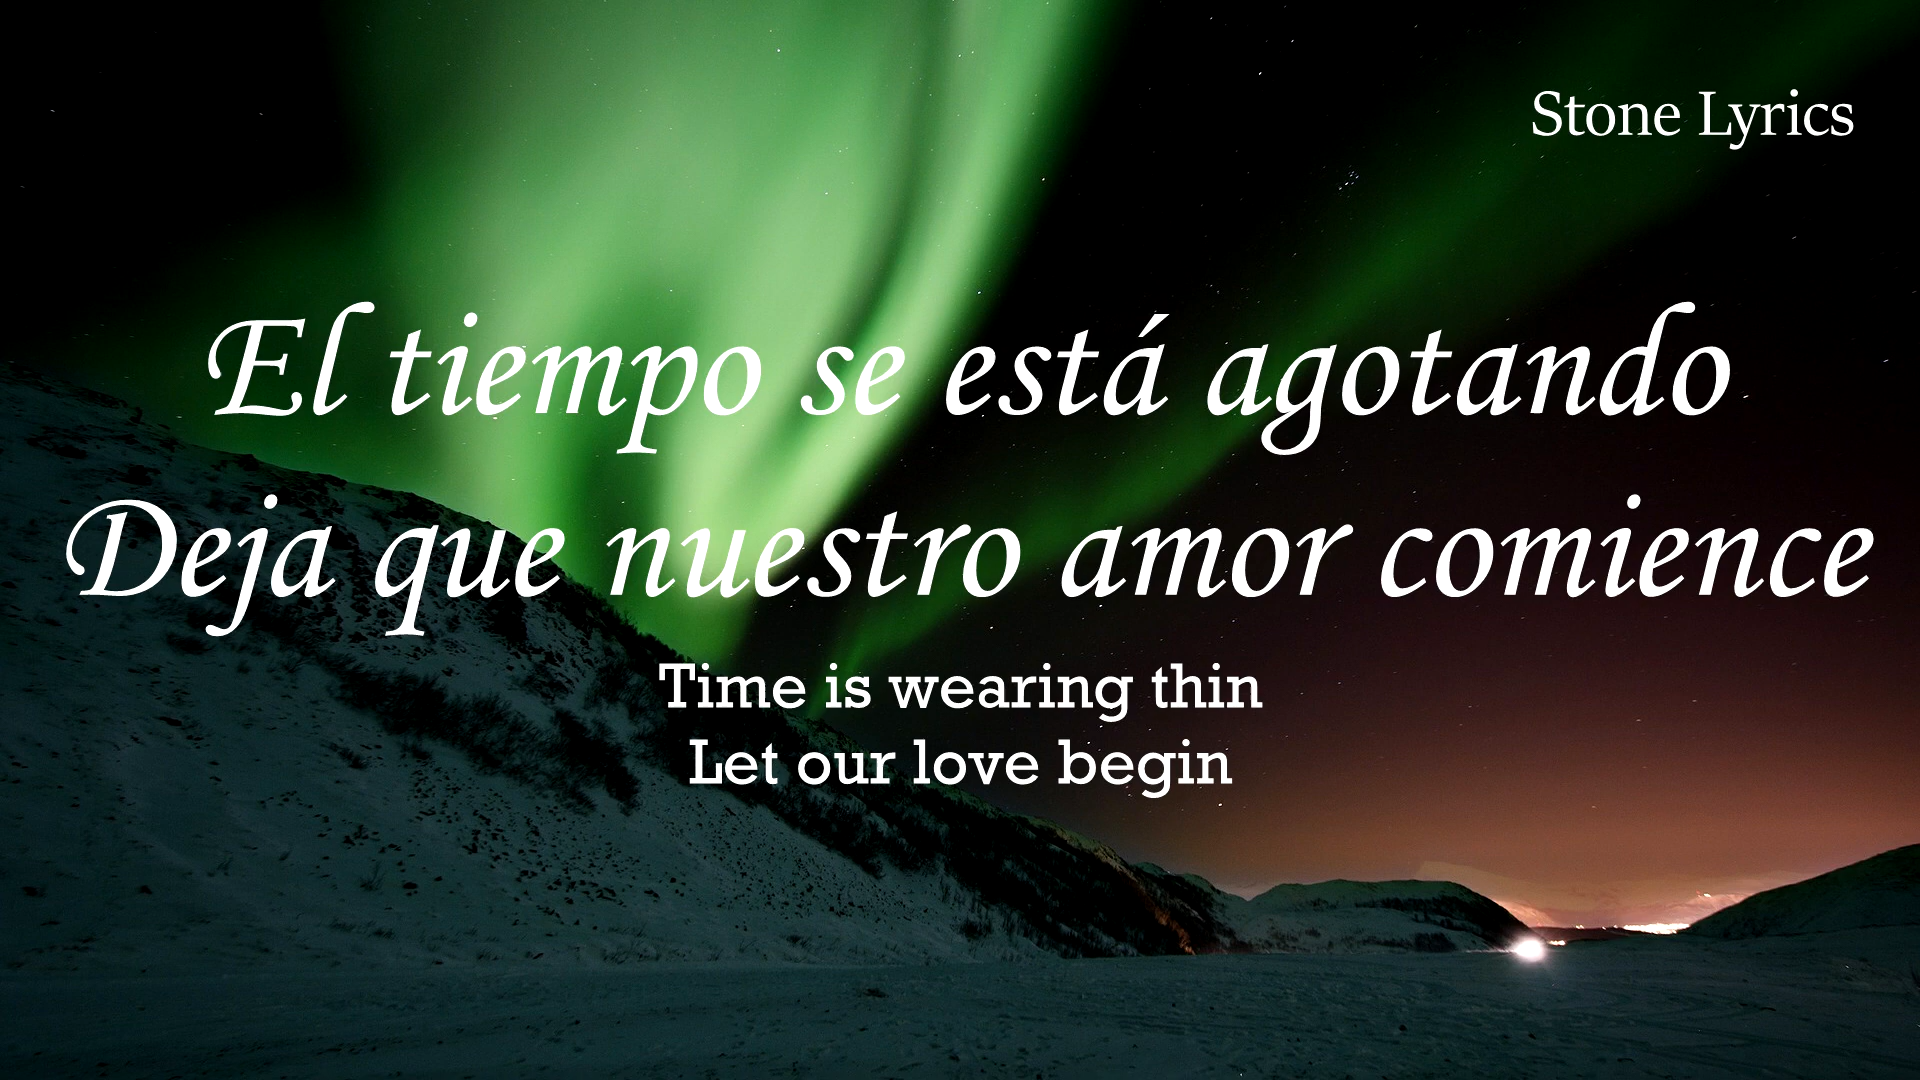 Stone Lyrics
El tiempo se está agotando
Deja que nuestro amor comience
Time is wearing thin
Let our love begin